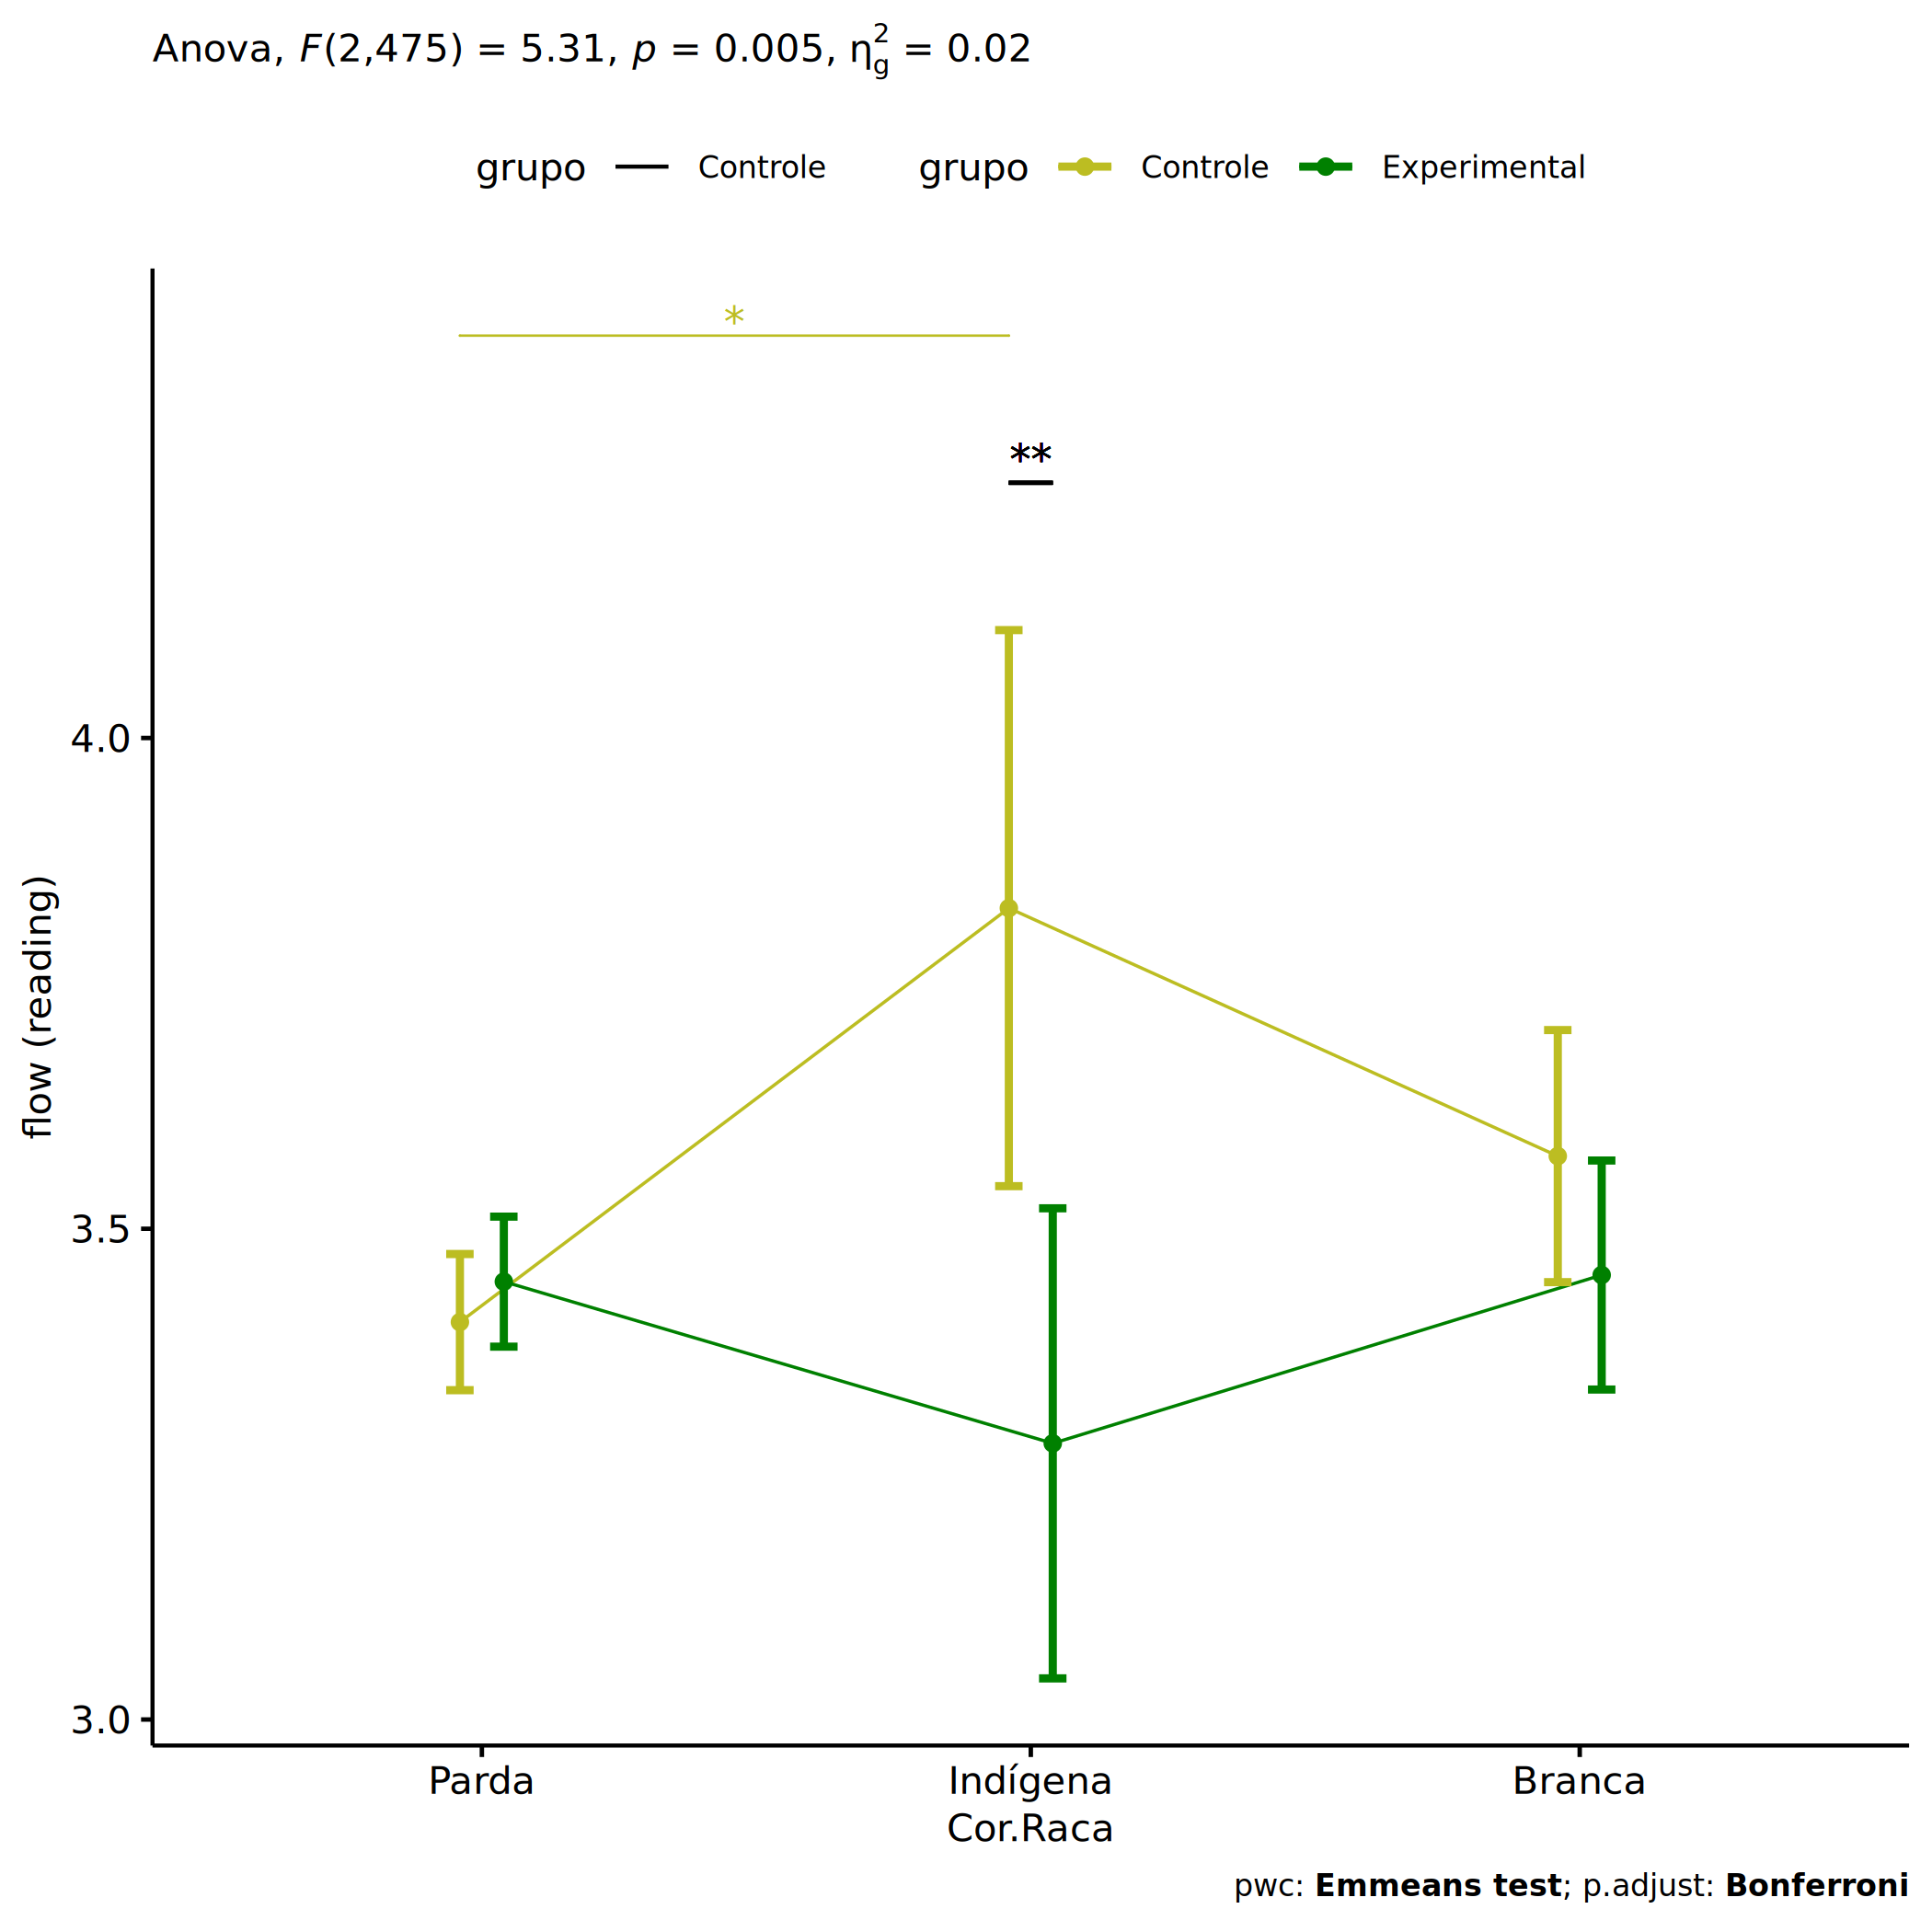 Anova, F(2,475) = 5.31, p = 0.005, η²g = 0.02
grupo Controle grupo Controle Experimental
*
**
4.0
3.5
3.0
flow (reading)
Parda Indígena Branca
Cor.Raca
pwc: Emmeans test; p.adjust: Bonferroni